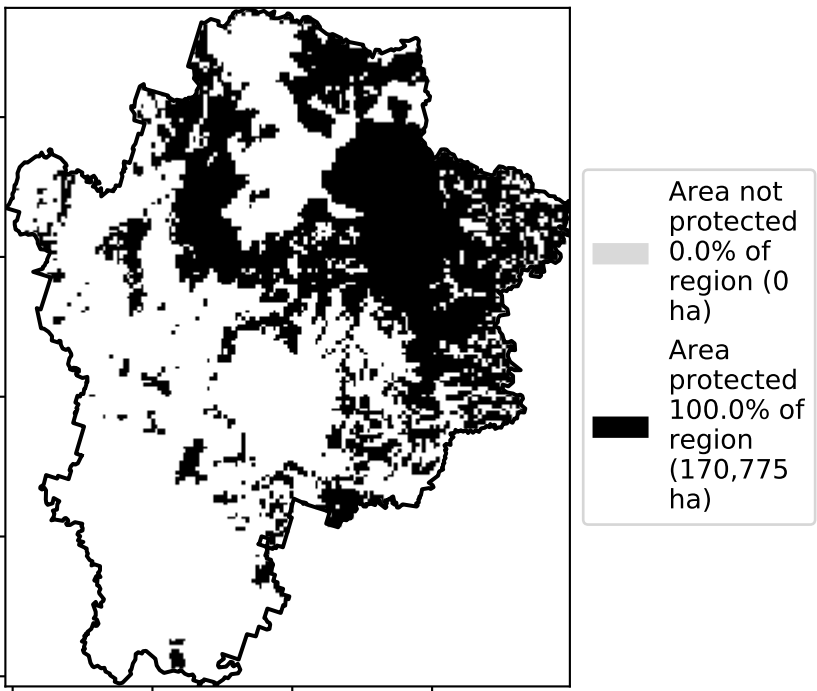 Area not
protected
0.0% of
region (0
ha)
Area
protected
100.0% of
region
(170,775
ha)